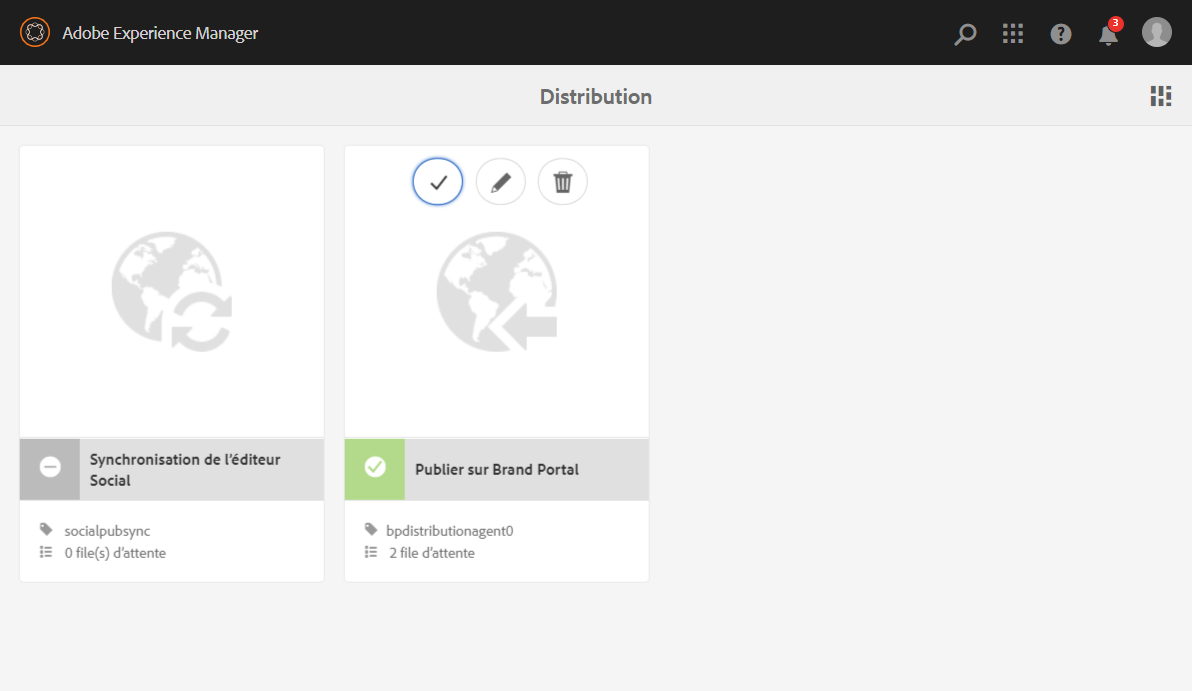 Adobe Experience Manager
?
3
Distribution
Synchronisation de l'éditeur
Social
socialpubsync
0 file(s) d'attente
Publier sur Brand Portal
bpdistributionagent0
2 file d'attente